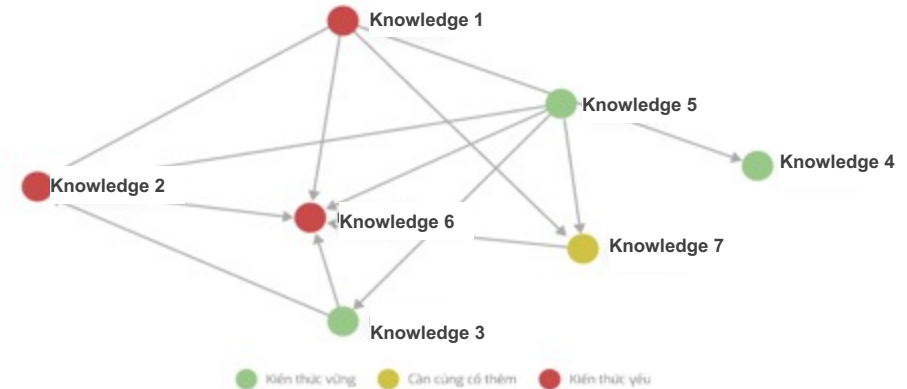 Knowledge 1
Knowledge 5
Knowledge 4
Knowledge 2
Knowledge 6
Knowledge 7
Knowledge 3
Kiến thức vững Cần củng cố thêm Kiến thức yếu